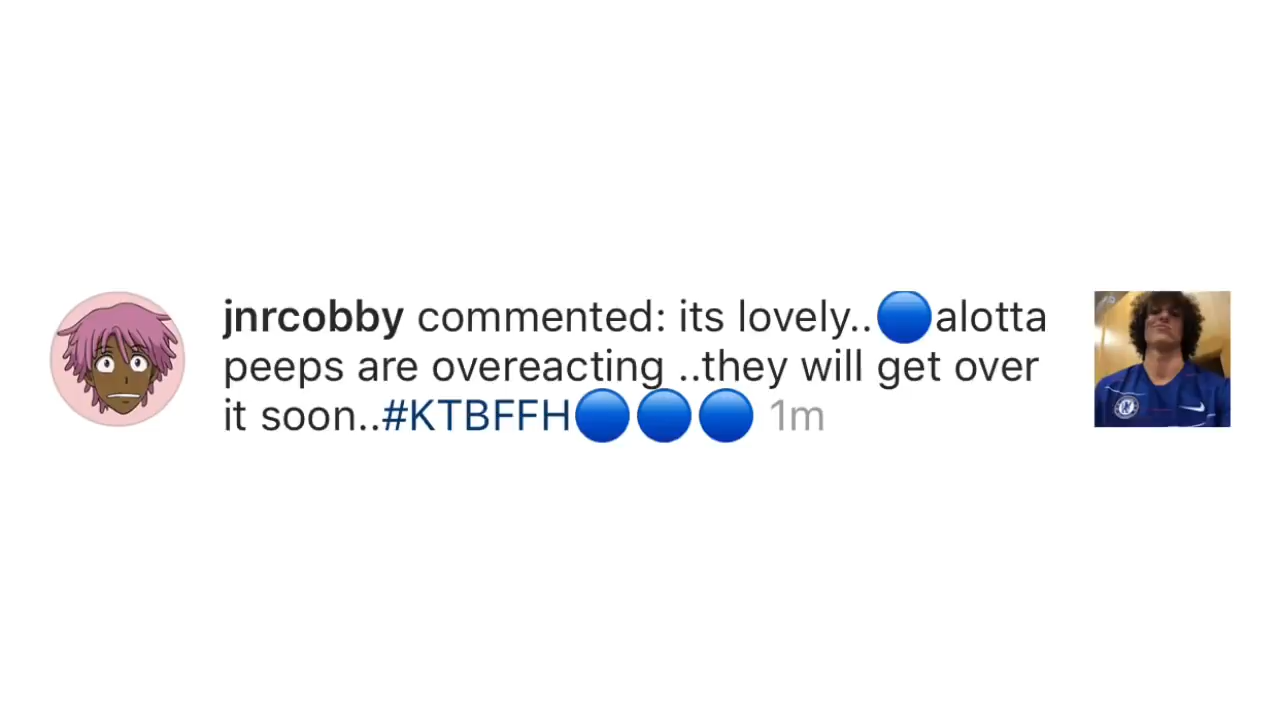 jnrcobby commented: its lovely..🔵alotta
peeps are overeacting ..they will get over
it soon..#KTBFFH🔵🔵🔵 1m